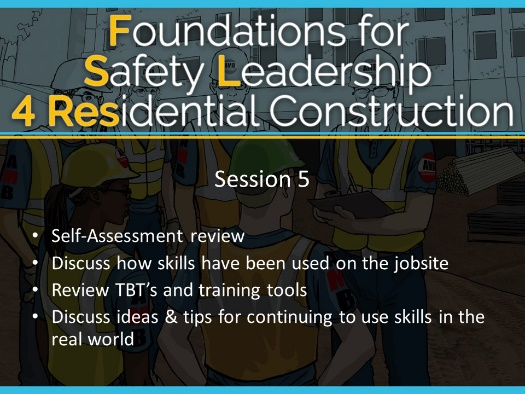 Foundations for
Safety Leadership
4 Residential Construction
Session 5
• Self-Assessment review
• Discuss how skills have been used on the jobsite
• Review TBT's and training tools
• Discuss ideas & tips for continuing to use skills in the
real world